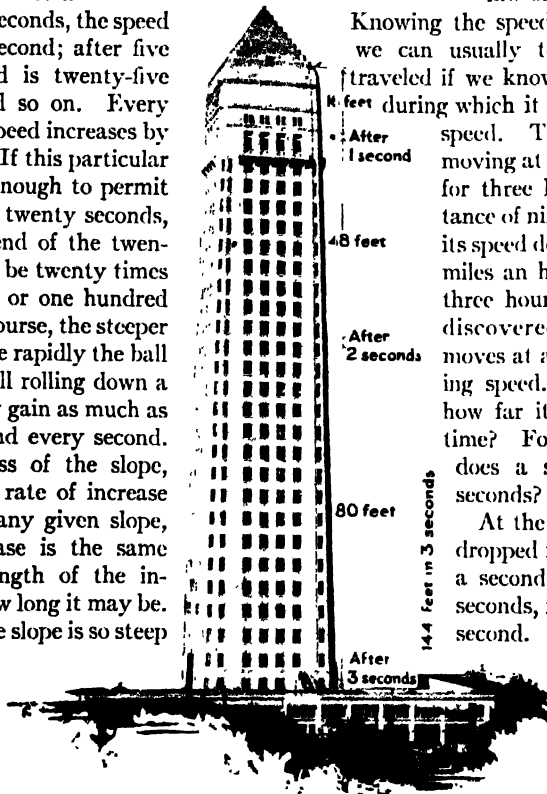 econds, the speed
econd; after five
d is twenty-five
l so on. Every
peed increases by
If this particular
nough to permit
twenty seconds,
end of the twen-
be twenty times
or one hundred
ourse, the steeper
e rapidly the ball
ll rolling down a
gain as much as
nd every second.
ss of the slope,
rate of increase
any given slope,
ase is the same
ngth of the in-
w long it may be.
e slope is so steep
feet
After
1 second
48 feet
After
2 seconds
80 feet
After
3 seconds
144 feet in 3 seconds
Knowing the speed
we can usually t
traveled if we know
during which it
speed. T
moving at
for three h
tance of ni
its speed d
miles an h
three hour
discovered
moves at a
ing speed.
how far it
time? Fo
does a s
seconds?
At the
dropped
a second
seconds,
second.